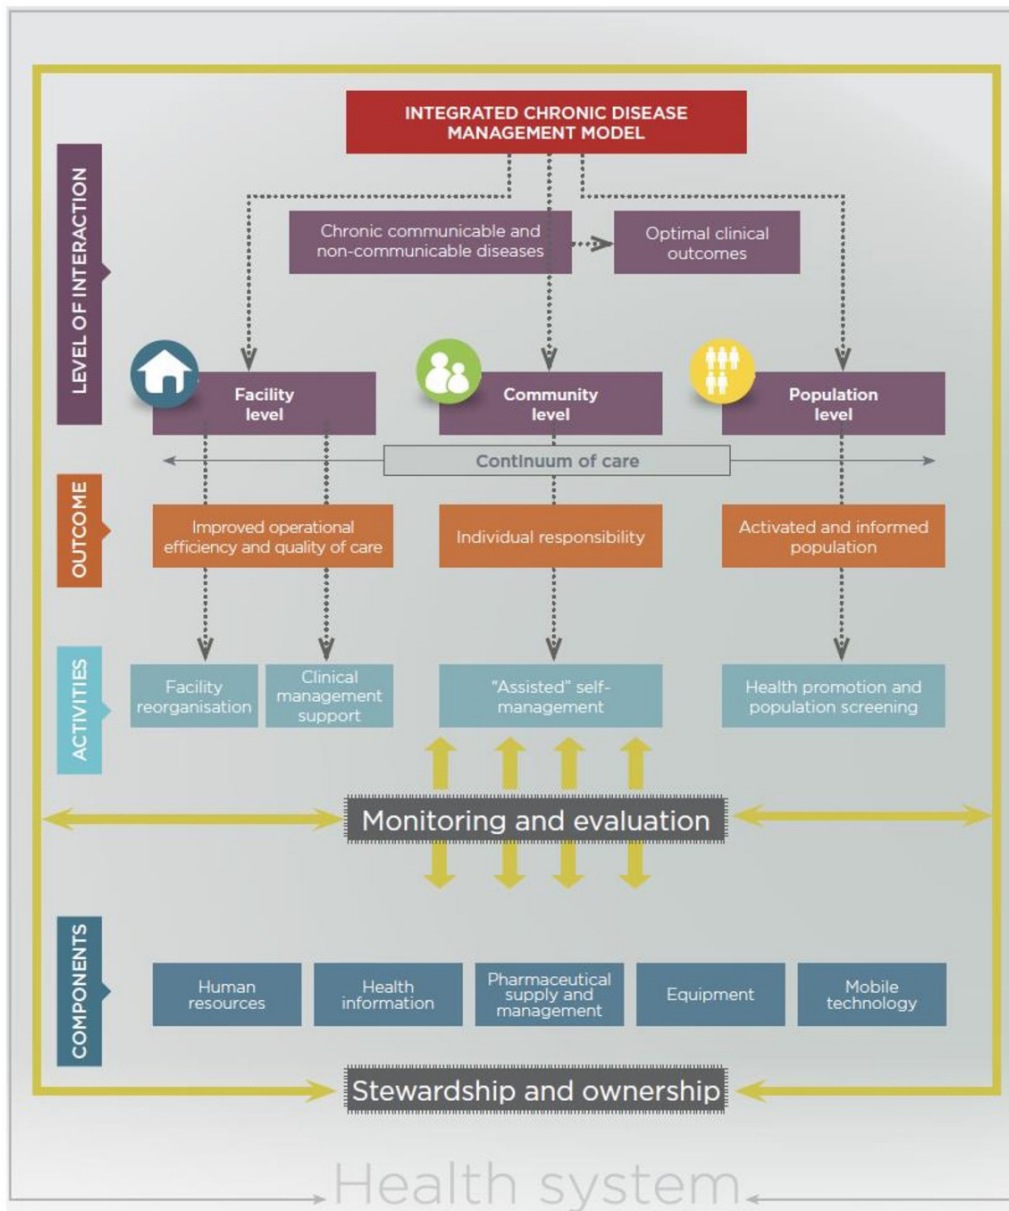 INTEGRATED CHRONIC DISEASE
MANAGEMENT MODEL
LEVEL OF INTERACTION
Chronic communicable and
non-communicable diseases
Optimal clinical
outcomes
Facility
level
Community
level
Population
level
Continuum of care
OUTCOME
Improved operational
efficiency and quality of care
Individual responsibility
Activated and informed
population
ACTIVITIES
Facility
reorganisation
Clinical
management
support
"Assisted" self-
management
Health promotion and
population screening
Monitoring and evaluation
COMPONENTS
Human
resources
Health
information
Pharmaceutical
supply and
management
Equipment
Mobile
technology
Stewardship and ownership
Health system